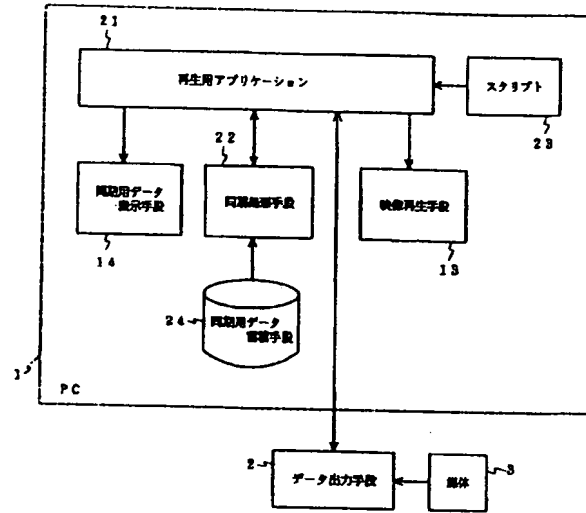 21
再生用アプリケーション
スクリプト
23
22
同期用データ
表示手段
14
同期処理手段
映像再生手段
13
24
同期用データ
蓄積手段
1
PC
2
データ出力手段
3
媒体